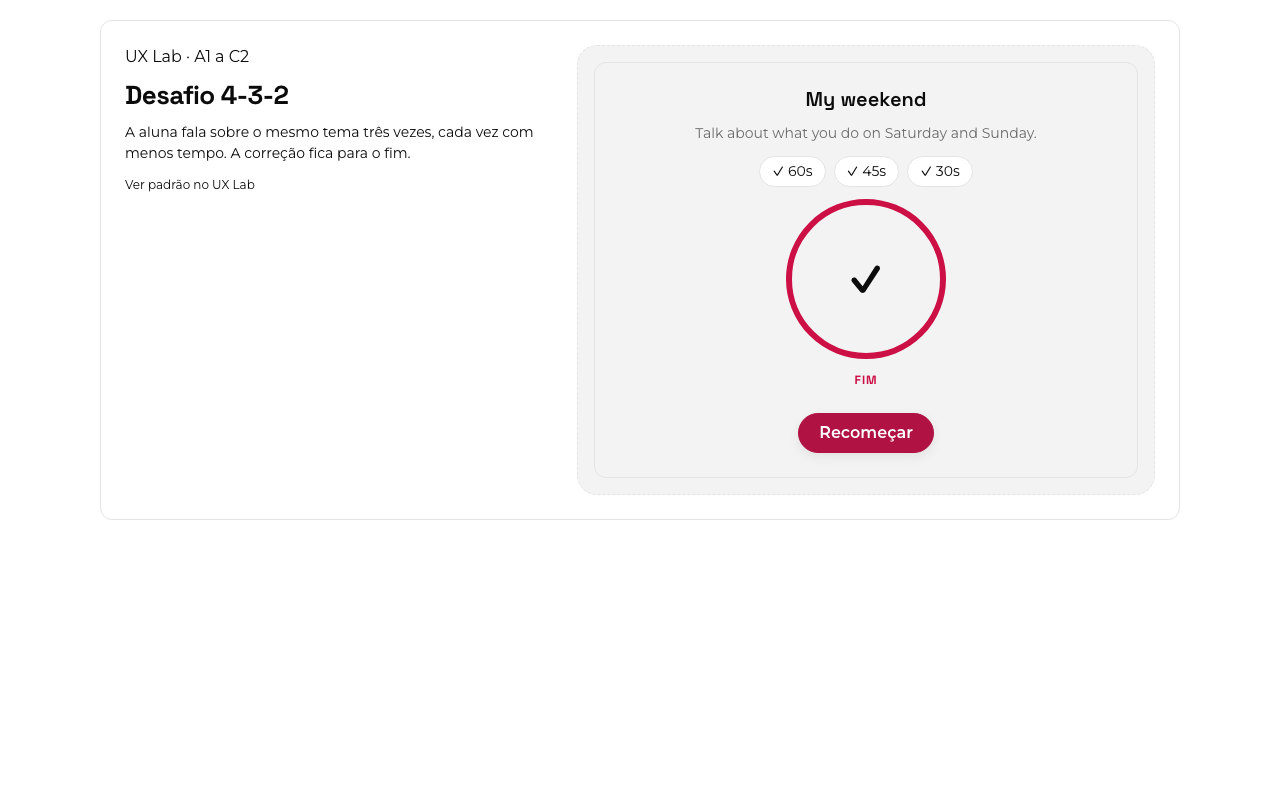 UX Lab · A1 a C2
Desafio 4-3-2
A aluna fala sobre o mesmo tema três vezes, cada vez com
menos tempo. A correção fica para o fim.
Ver padrão no UX Lab
My weekend
Talk about what you do on Saturday and Sunday.
✓ 60s ✓ 45s ✓ 30s
✓
FIM
Recomeçar